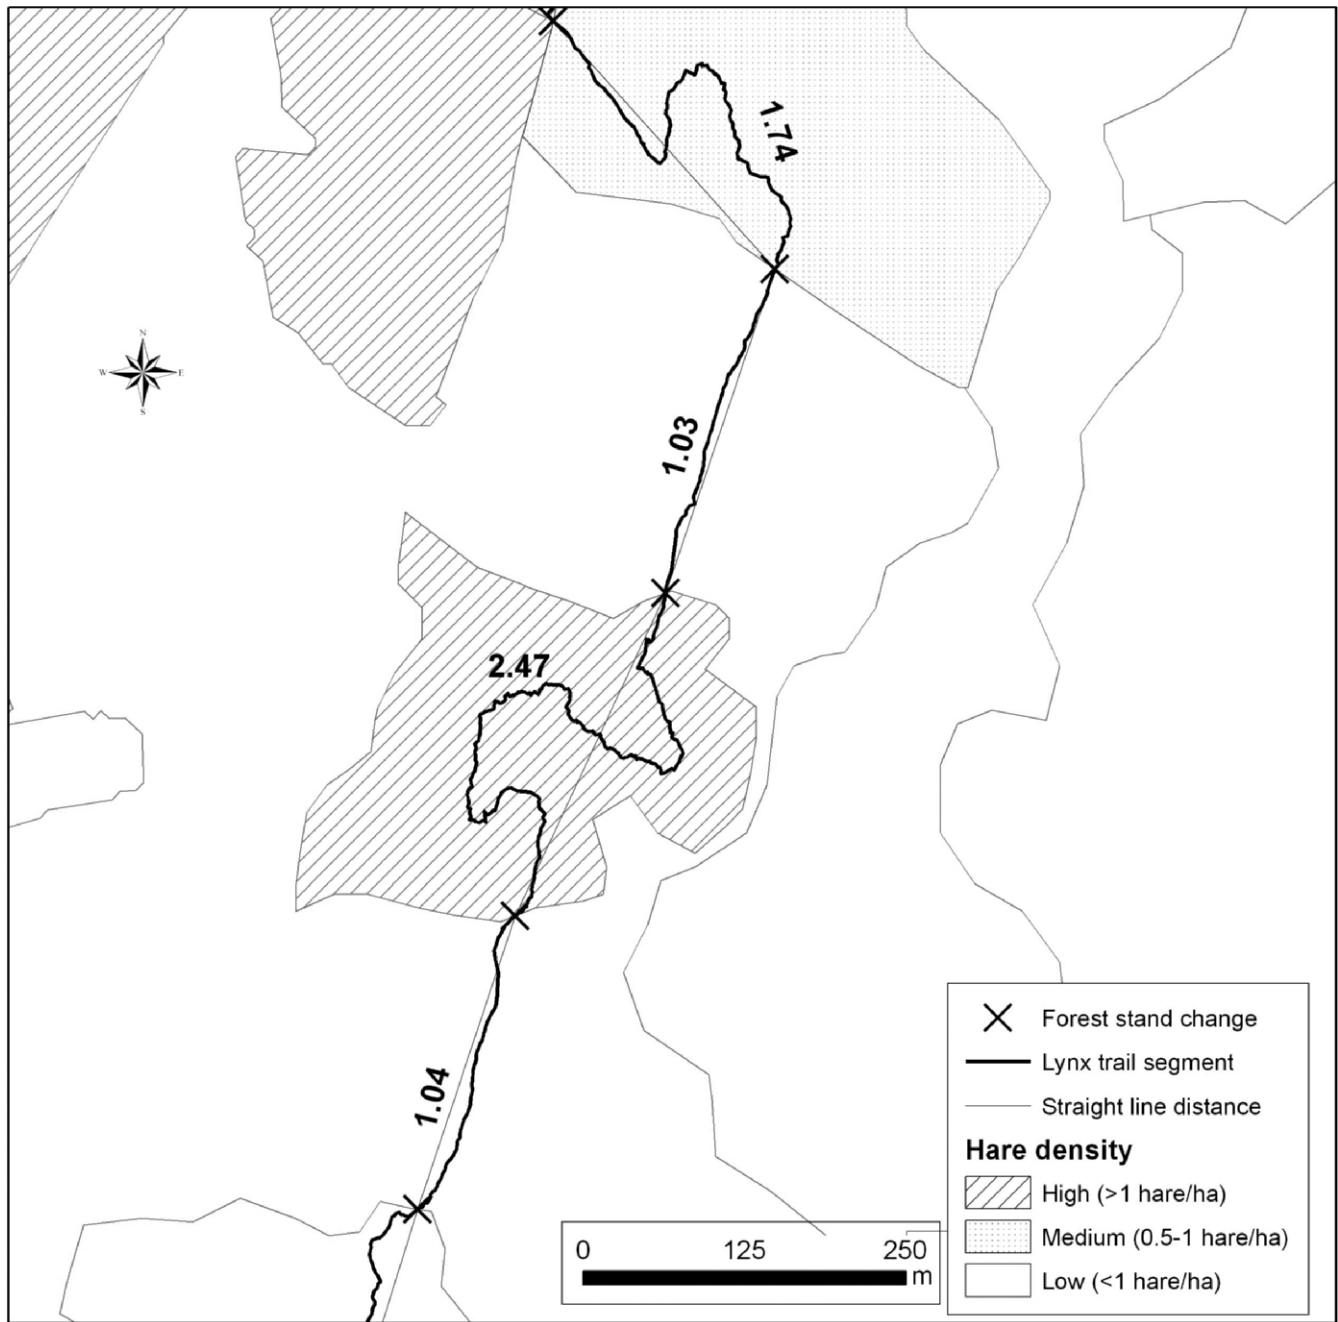 1.74
N
W E
S
1.03
2.47
1.04
Forest stand change
Lynx trail segment
Straight line distance
Hare density
High (>1 hare/ha)
Medium (0.5-1 hare/ha)
Low (<1 hare/ha)
0 125 250
m